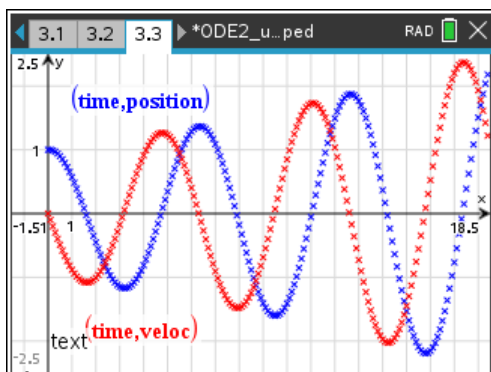 3.1 3.2 3.3 *ODE2_u...ped RAD
2.5 y
(time,position)
1
x
-1.51 1 18.5
(time,veloc)
text
-2.5